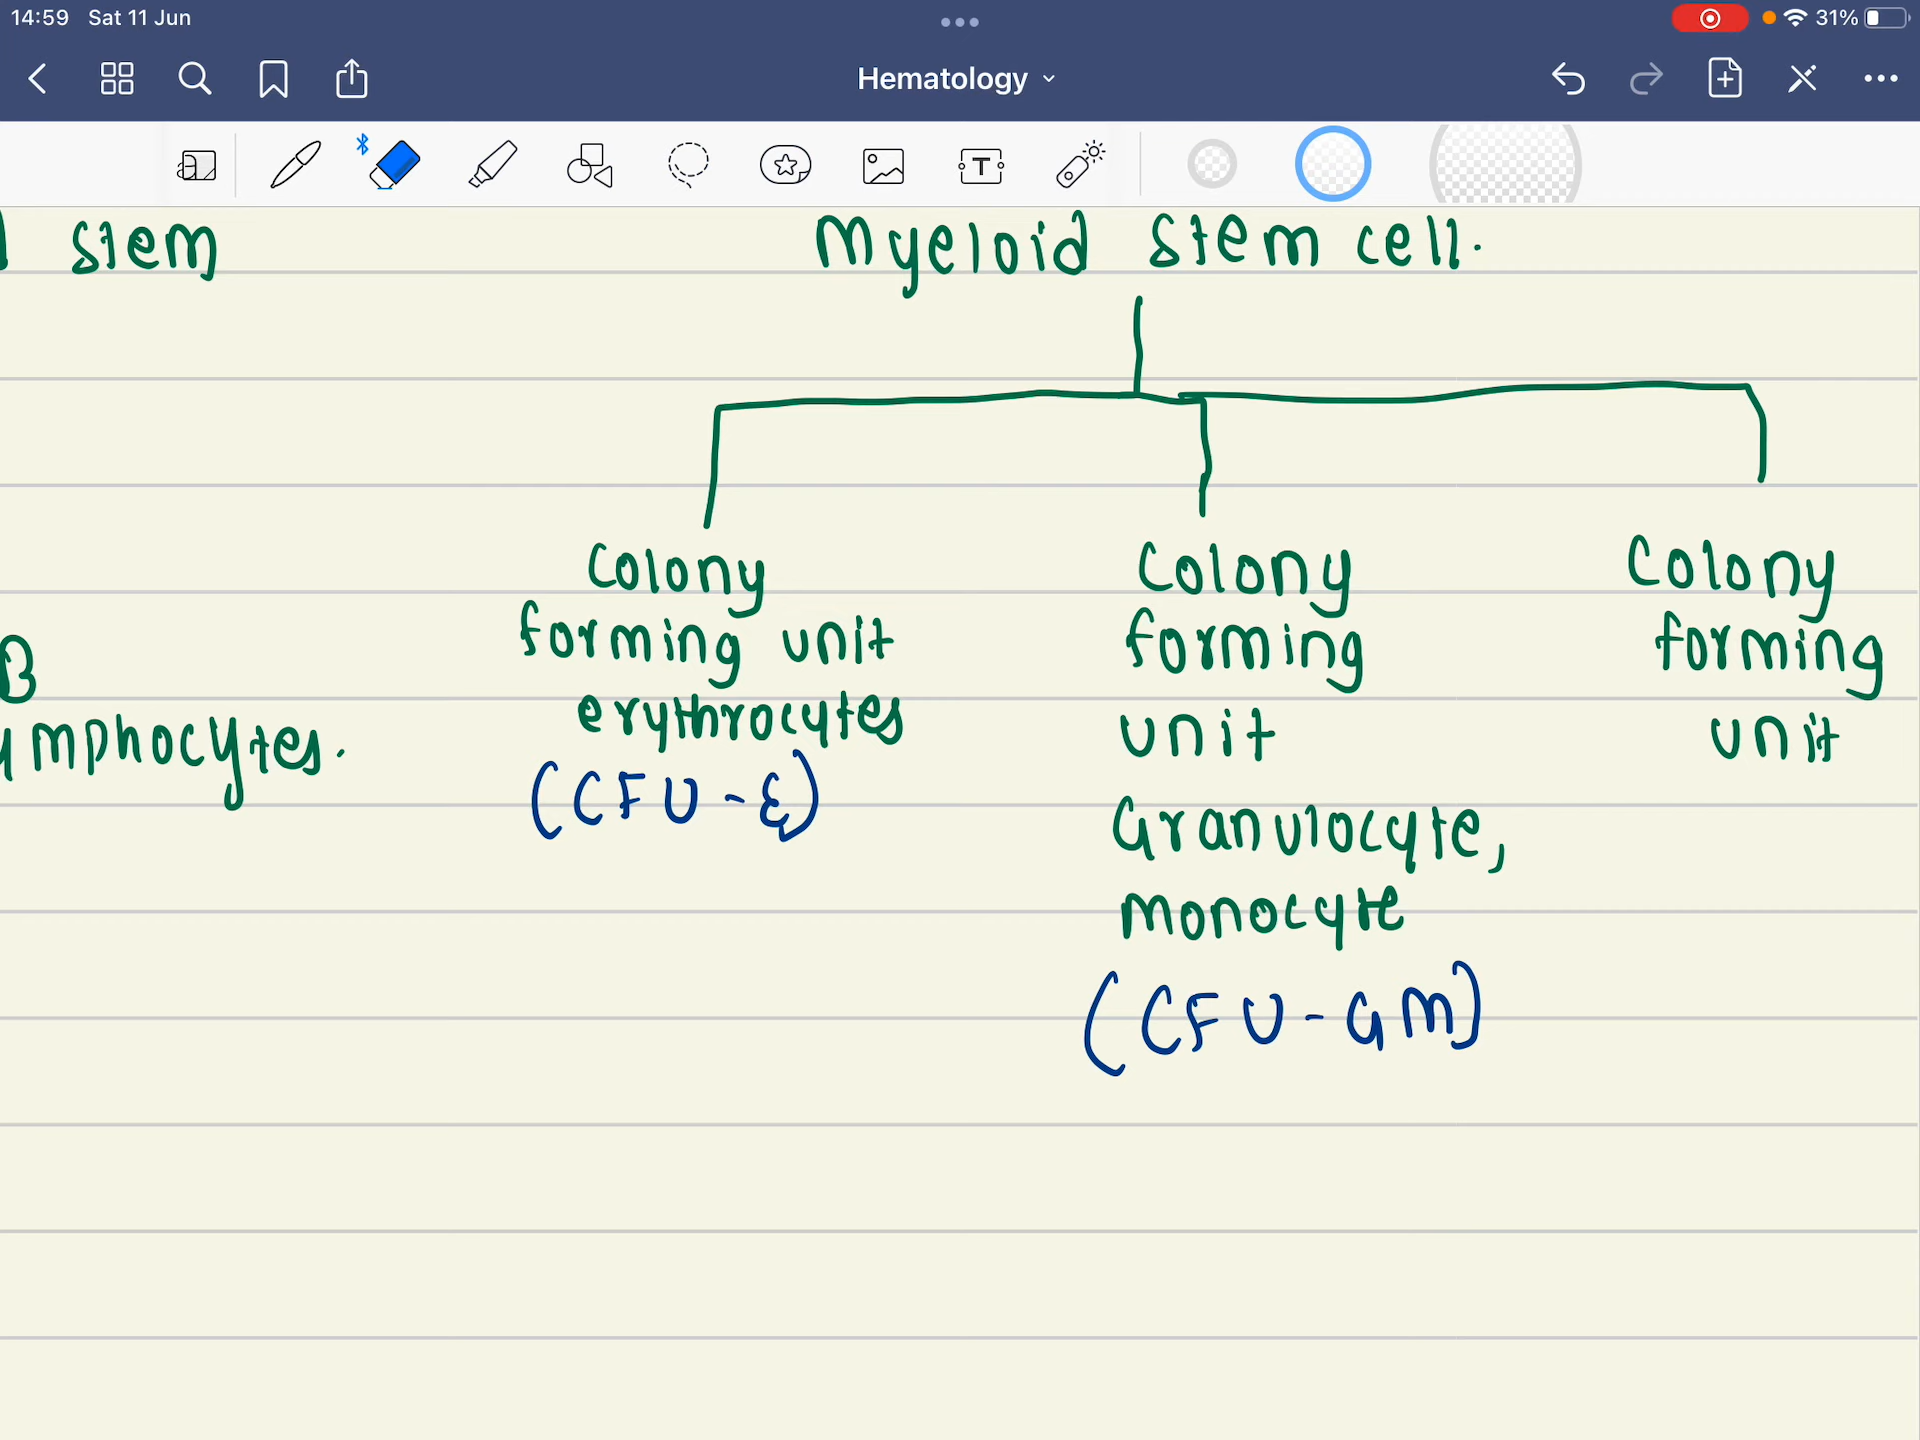 14:59 Sat 11 Jun
31%
Hematology
stem
Myeloid stem cell.
Colony
forming unit
erythrocytes
(CFU-E)
Colony
forming
unit
Granulocyte,
monocyte
(CFU-GM)
Colony
forming
unit
B
ymphocytes.